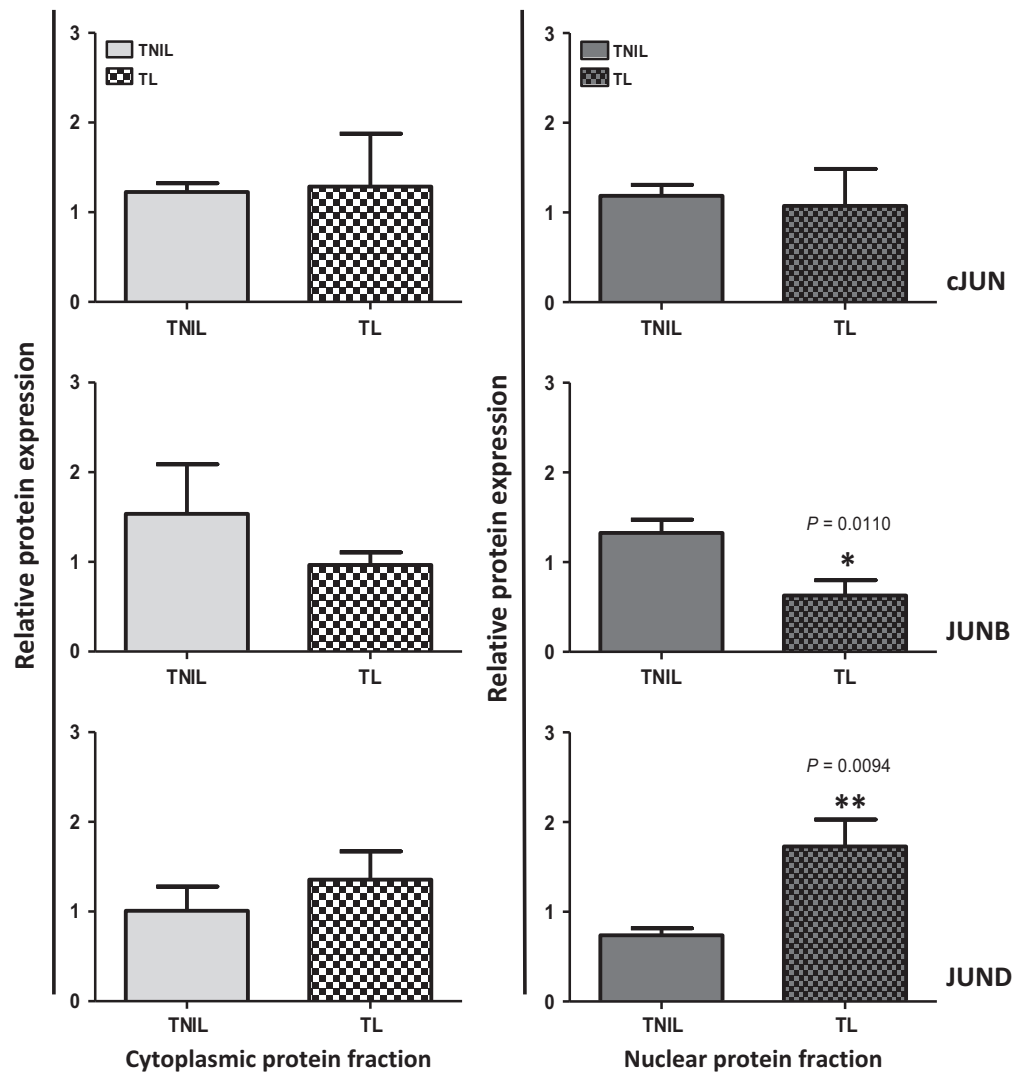 Relative protein expression
3
2
1
0
TNIL
TL
TNIL
TL
3
2
1
0
TNIL
TL
3
2
1
0
TNIL
TL
Cytoplasmic protein fraction
Relative protein expression
3
2
1
0
TNIL
TL
TNIL
TL
cJUN
3
2
1
0
P = 0.0110
*
TNIL
TL
JUNB
3
2
1
0
P = 0.0094
**
TNIL
TL
JUND
Nuclear protein fraction